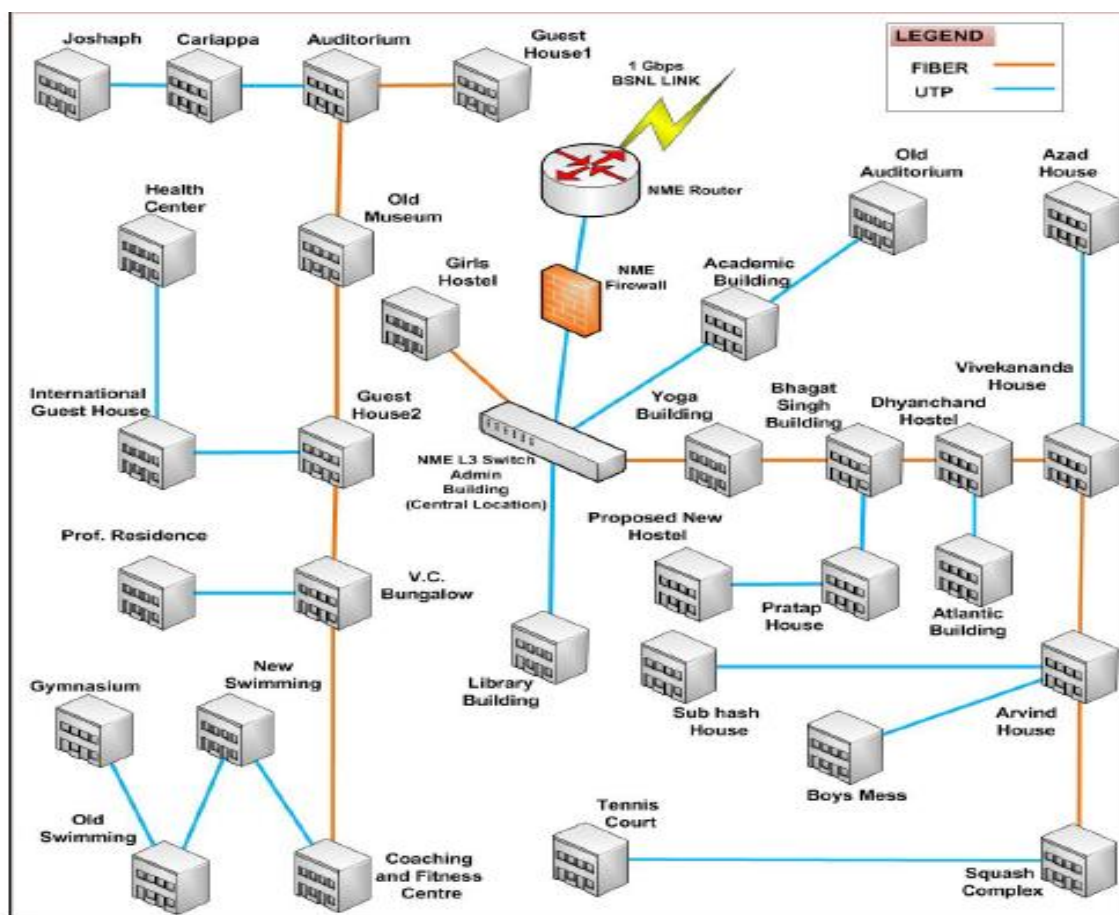 Joshaph
Cariappa
Auditorium
Guest
House1
1 Gbps
BSNL LINK
LEGEND
FIBER
UTP
Health
Center
Old
Museum
NME Router
Old
Auditorium
Azad
House
Girls
Hostel
NME
Firewall
Academic
Building
International
Guest House
Guest
House2
NME L3 Switch
Admin
Building
(Central Location)
Yoga
Building
Bhagat
Singh
Building
Dhyanchand
Hostel
Vivekananda
House
Prof. Residence
V.C.
Bungalow
Proposed New
Hostel
Pratap
House
Atlantic
Building
Gymnasium
New
Swimming
Library
Building
Sub hash
House
Arvind
House
Boys Mess
Old
Swimming
Coaching
and Fitness
Centre
Tennis
Court
Squash
Complex